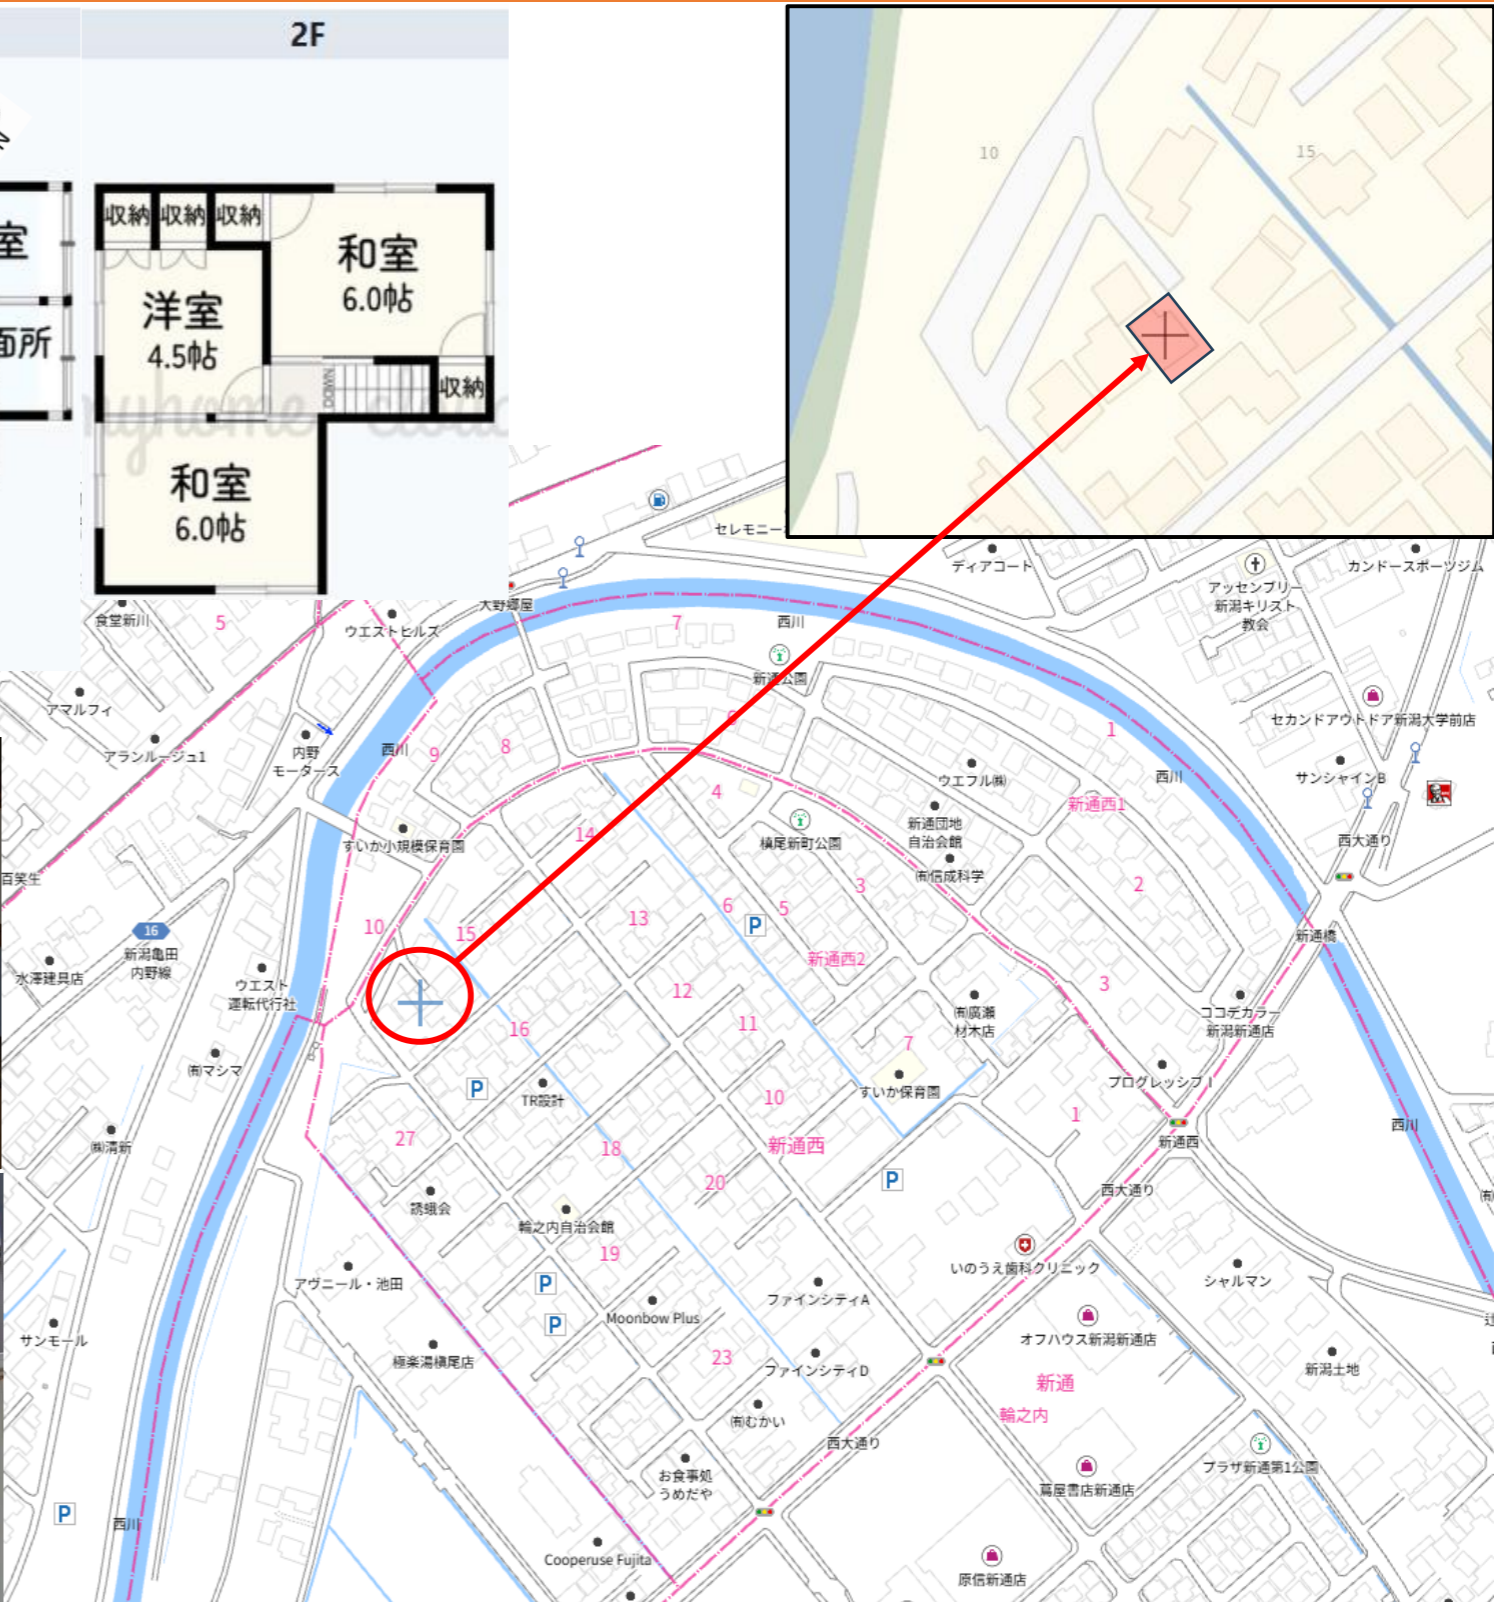 2F
収納
収納
収納
室
和室
6.0帖
洋室
4.5帖
面所
DOWN
収納
myhome cloud
和室
6.0帖
10
15
セレモニー
ディアコート
カンドースポーツジム
アッセンブリー
新潟キリスト
教会
大野郷屋
食堂新川
5
ウエストヒルズ
7
西川
新通公園
アマルフィ
セカンドアウトドア新潟大学前店
6
アランルージュ1
内野
モータース
西川
9
8
1
ウエフル㈱
西川
サンシャインB
4
新通西1
新通団地
自治会館
槇尾新町公園
すいか小規模保育園
14
西大通り
㈲信成科学
百笑生
3
2
6
5
10
15
13
P
16
新潟亀田
内野線
新通橋
新通西2
水澤建具店
ウエスト
運転代行社
12
3
㈲廣瀬
材木店
ココデカラー
新潟新通店
16
11
7
㈲マシマ
P
TR設計
すいか保育園
プログレッシブⅠ
10
1
西川
27
18
新通西
新通西
㈱清新
20
P
西大通り
誘蛾会
輪之内自治会館
19
いのうえ歯科クリニック
アヴニール・池田
P
シャルマン
ファインシティA
サンモール
P
Moonbow Plus
オフハウス新潟新通店
極楽湯槇尾店
23
ファインシティD
新潟土地
新通
輪之内
㈲むかい
西大通り
お食事処
うめだや
プラザ新通第1公園
蔦屋書店新通店
P
西川
Cooperuse Fujita
原信新通店